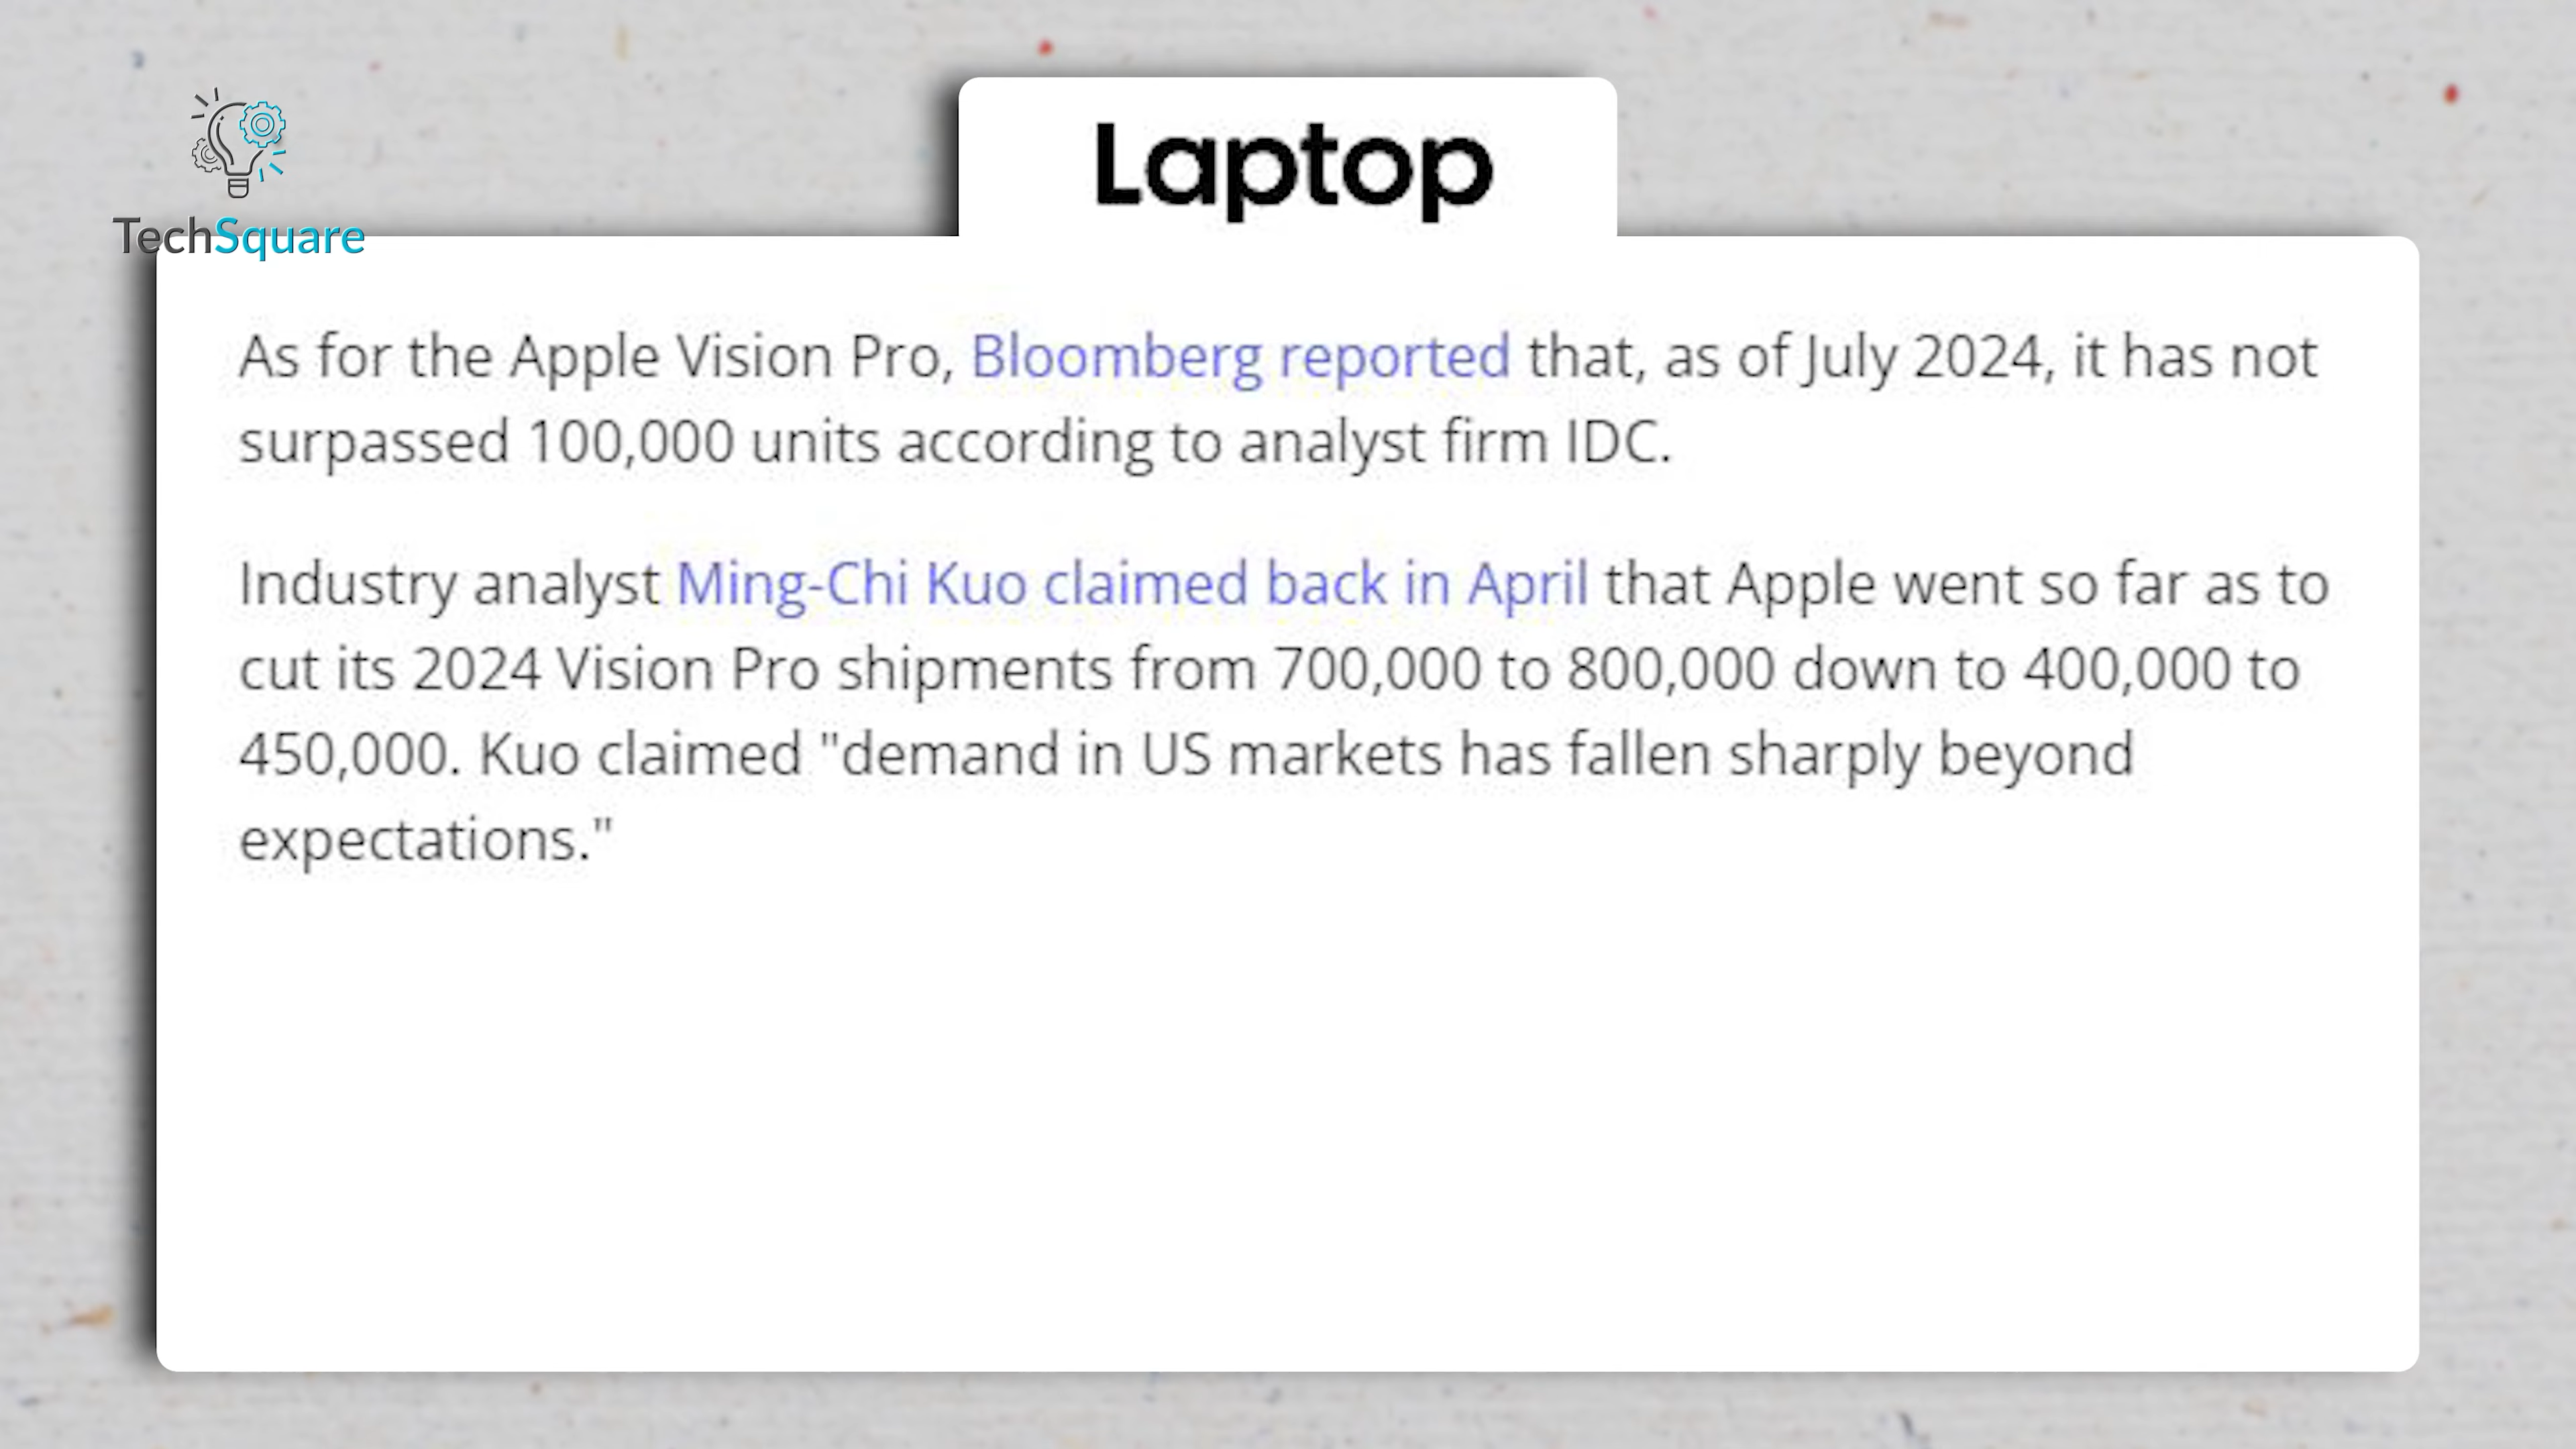 Laptop
TechSquare
As for the Apple Vision Pro, Bloomberg reported that, as of July 2024, it has not
surpassed 100,000 units according to analyst firm IDC.
Industry analyst Ming-Chi Kuo claimed back in April that Apple went so far as to
cut its 2024 Vision Pro shipments from 700,000 to 800,000 down to 400,000 to
450,000. Kuo claimed "demand in US markets has fallen sharply beyond
expectations."